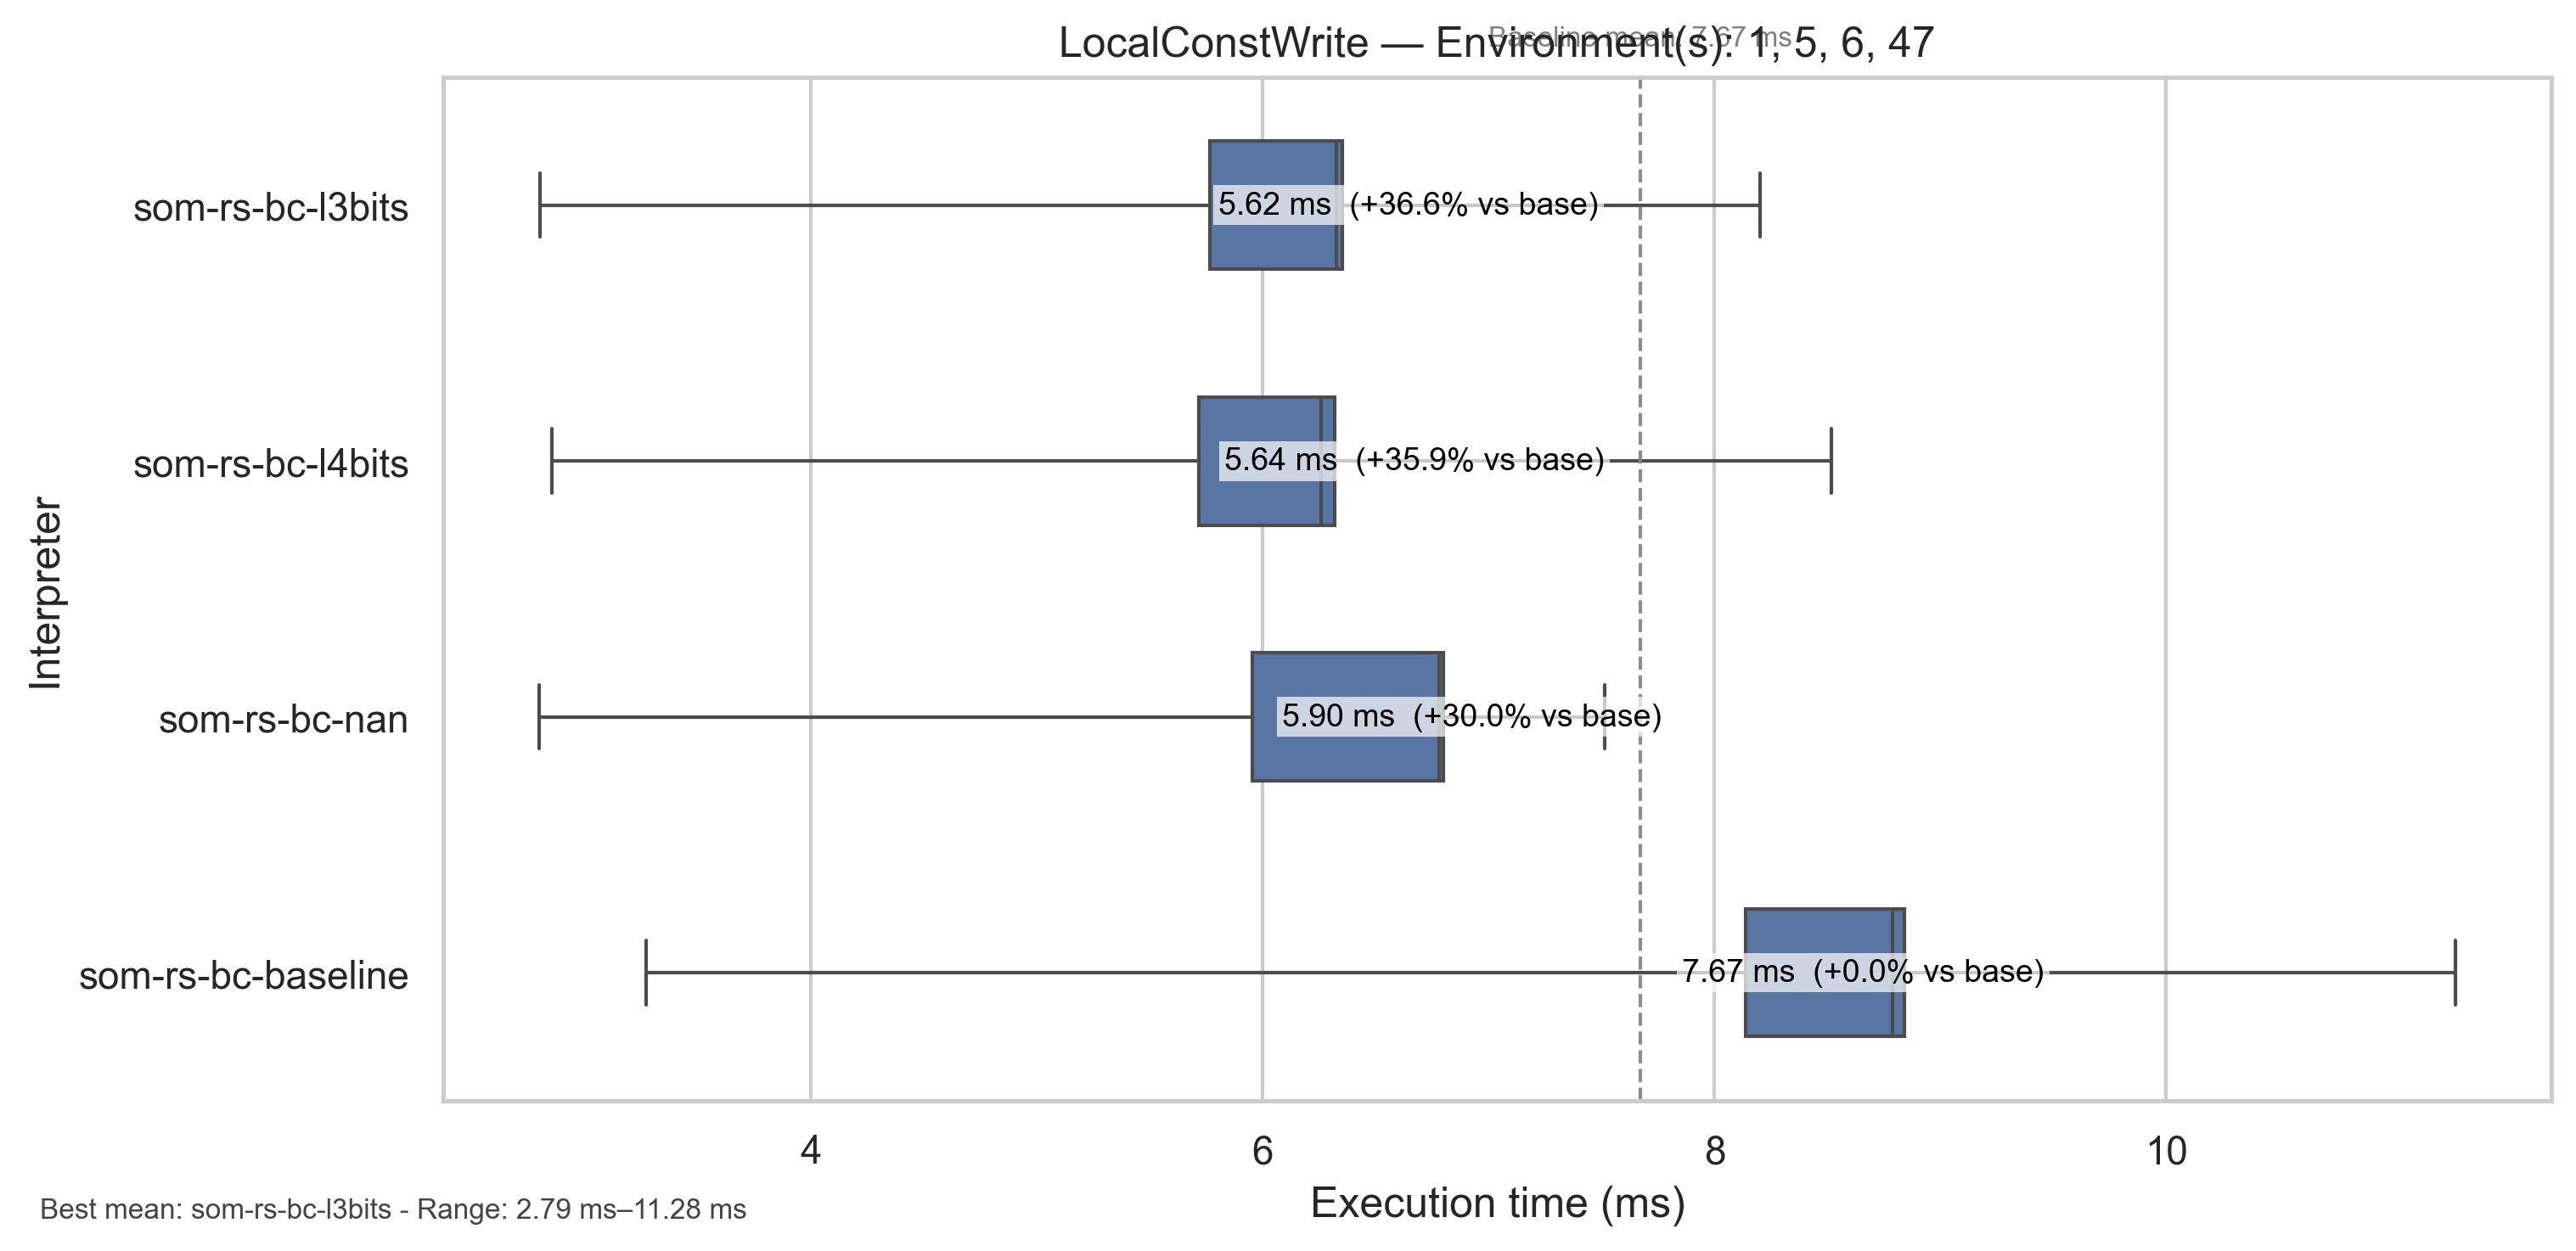 Baseline mean: 7.67 ms
LocalConstWrite — Environment(s): 1, 5, 6, 47
som-rs-bc-l3bits
5.62 ms (+36.6% vs base)
som-rs-bc-l4bits
5.64 ms (+35.9% vs base)
som-rs-bc-nan
5.90 ms (+30.0% vs base)
som-rs-bc-baseline
7.67 ms (+0.0% vs base)
Interpreter
4 6 8 10
Execution time (ms)
Best mean: som-rs-bc-l3bits - Range: 2.79 ms–11.28 ms